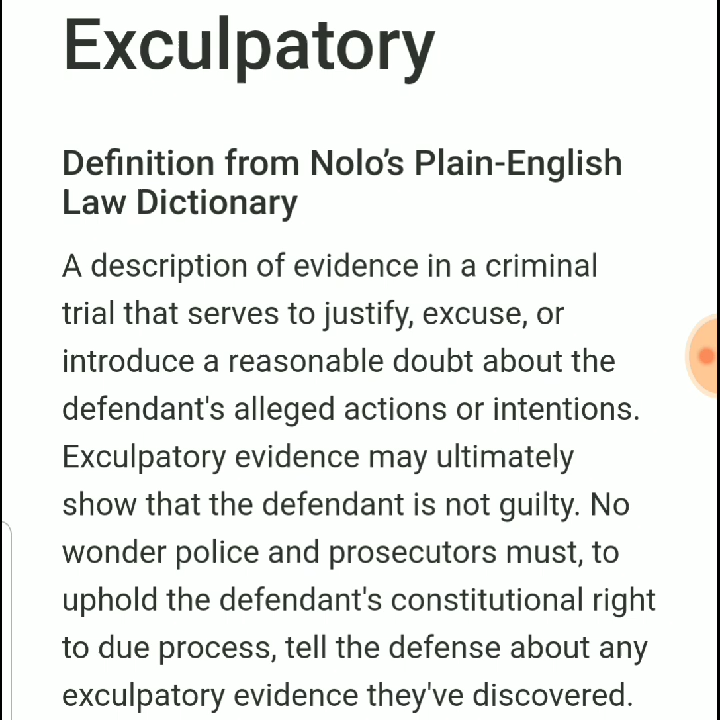 Exculpatory
Definition from Nolo's Plain-English
Law Dictionary
A description of evidence in a criminal
trial that serves to justify, excuse, or
introduce a reasonable doubt about the
defendant's alleged actions or intentions.
Exculpatory evidence may ultimately
show that the defendant is not guilty. No
wonder police and prosecutors must, to
uphold the defendant's constitutional right
to due process, tell the defense about any
exculpatory evidence they've discovered.